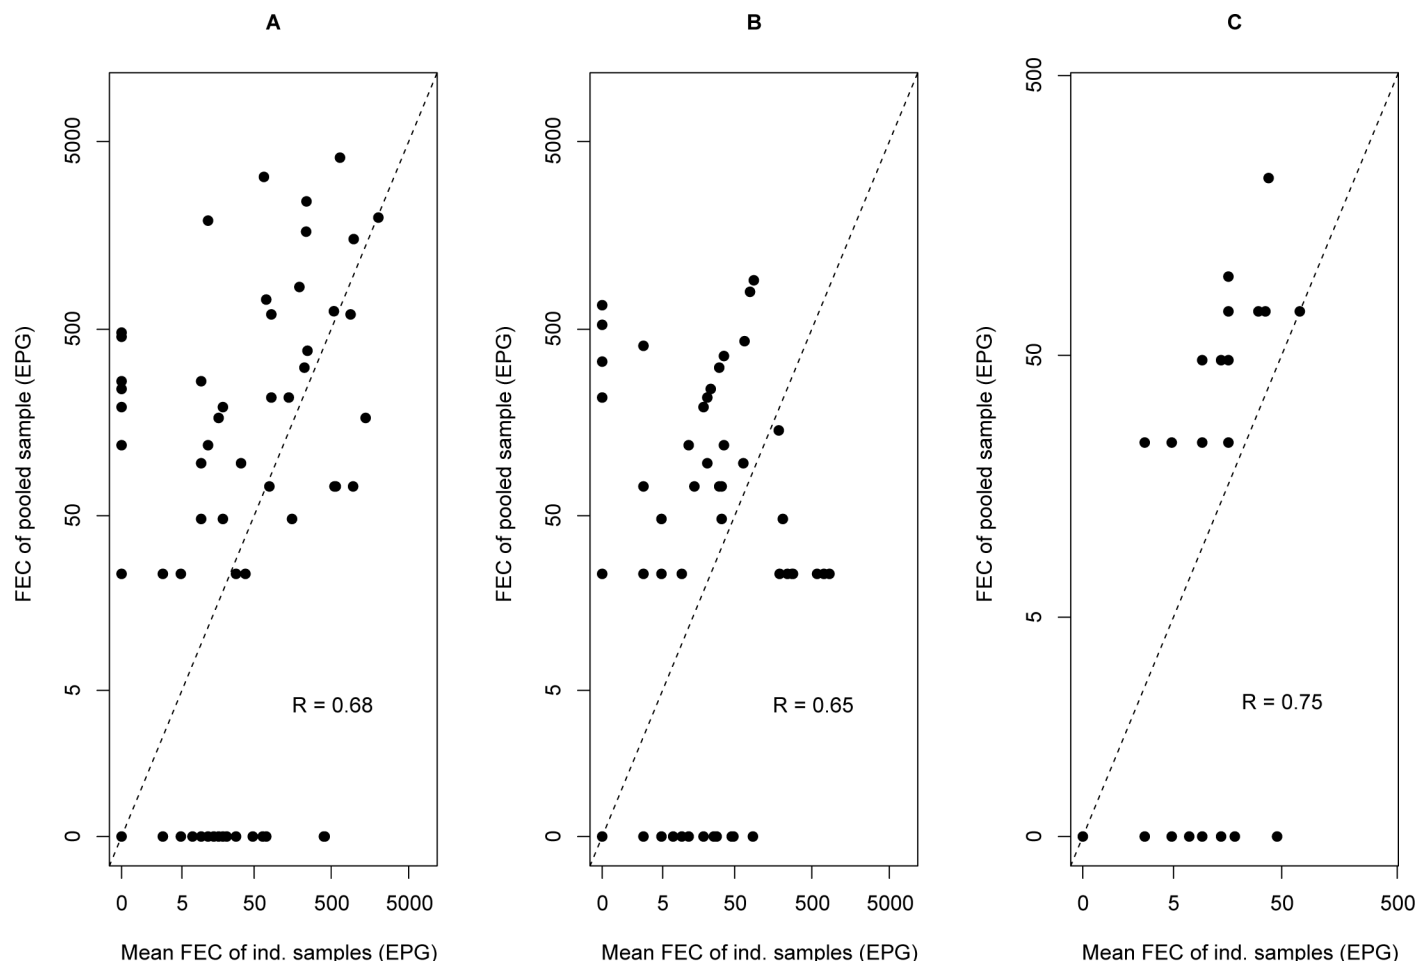 A
B
C
FEC of pooled sample (EPG)
5000
500
50
5
0
R = 0.68
0 5 50 500 5000
Mean FEC of ind. samples (EPG)
FEC of pooled sample (EPG)
5000
500
50
5
0
R = 0.65
0 5 50 500 5000
Mean FEC of ind. samples (EPG)
FEC of pooled sample (EPG)
500
50
5
0
R = 0.75
0 5 50 500
Mean FEC of ind. samples (EPG)